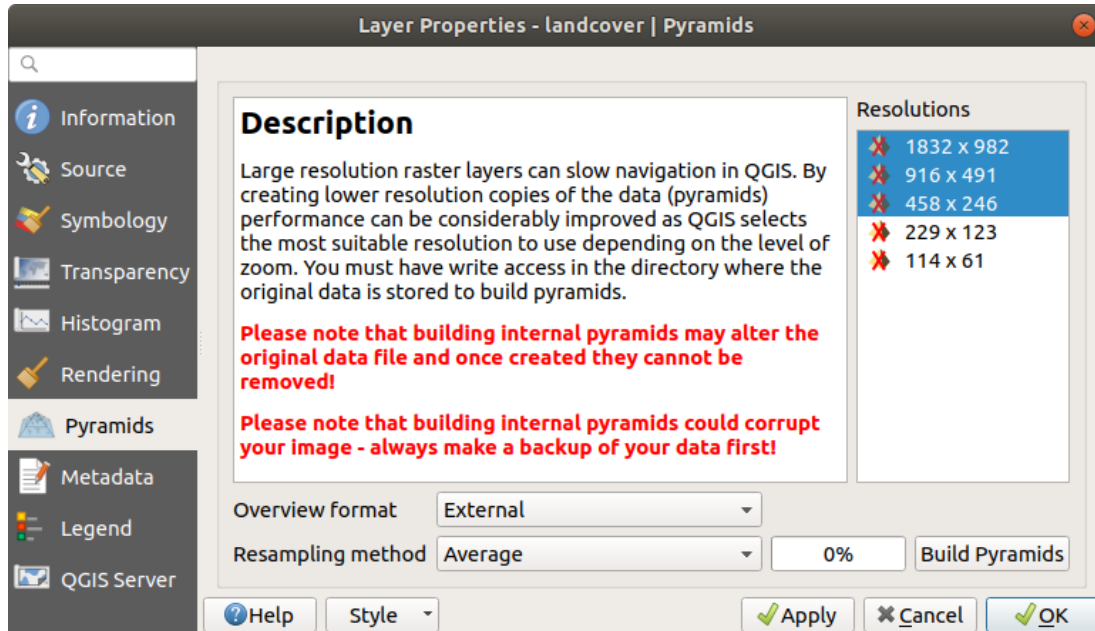 Layer Properties - landcover | Pyramids
Information
Source
Symbology
Transparency
Histogram
Rendering
Pyramids
Metadata
Legend
QGIS Server
Description
Large resolution raster layers can slow navigation in QGIS. By
creating lower resolution copies of the data (pyramids)
performance can be considerably improved as QGIS selects
the most suitable resolution to use depending on the level of
zoom. You must have write access in the directory where the
original data is stored to build pyramids.
Please note that building internal pyramids may alter the
original data file and once created they cannot be
removed!
Please note that building internal pyramids could corrupt
your image - always make a backup of your data first!
Resolutions
1832 x 982
916 x 491
458 x 246
229 x 123
114 x 61
Overview format External
Resampling method Average 0% Build Pyramids
Help Style Apply Cancel OK